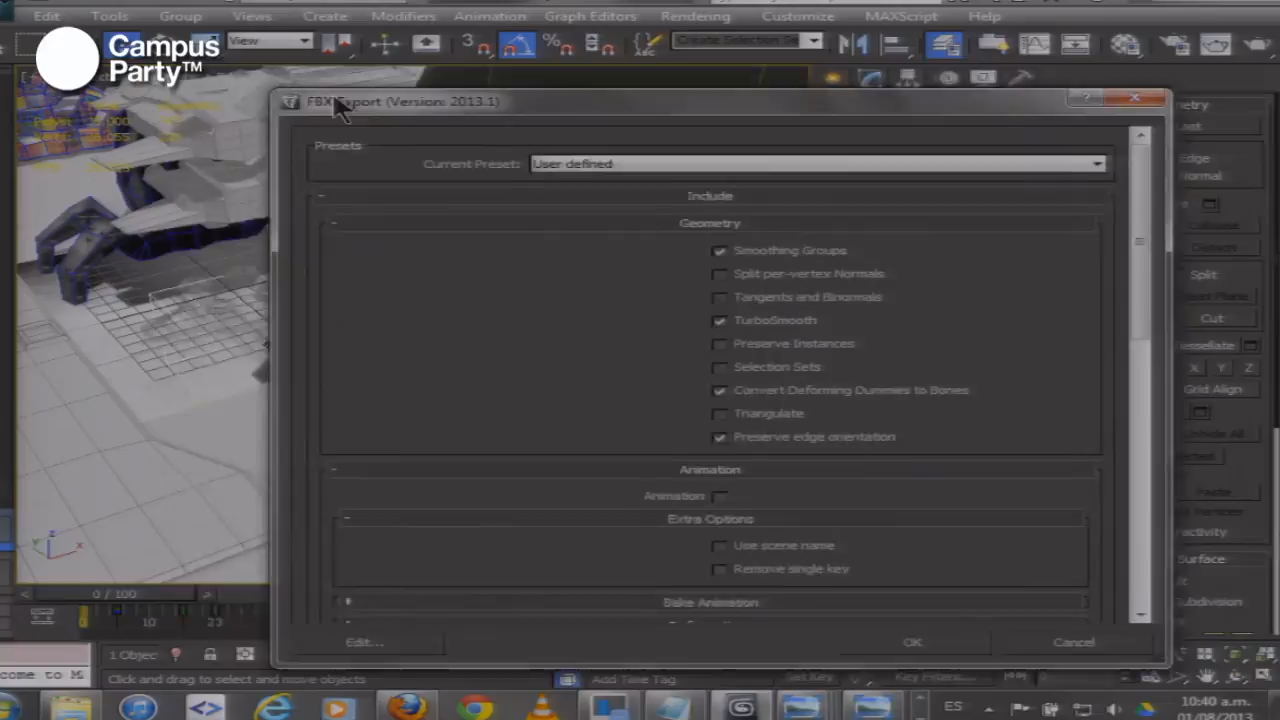 Edit Tools Group Views Create Modifiers Animation Graph Editors Rendering Customize MAXScript Help
View
Campus
Party™
FBX Export (Version: 2013.1)
Presets
Current Preset: User defined
Include
Geometry
Smoothing Groups
Split per-vertex Normals
Tangents and Binormals
TurboSmooth
Preserve Instances
Selection Sets
Convert Deforming Dummies to Bones
Triangulate
Preserve edge orientation
Animation
Animation
Extra Options
Use scene name
Remove single key
Bake Animation
Edit...
OK
Cancel
Edge
Split
Cut
X Y Z
Grid Align
Surface
0 / 100
10
1 Objec
Click and drag to select and move objects
Add Time Tag
Set Key
Key Filters...
ES
10:40 a.m.
01/08/2013